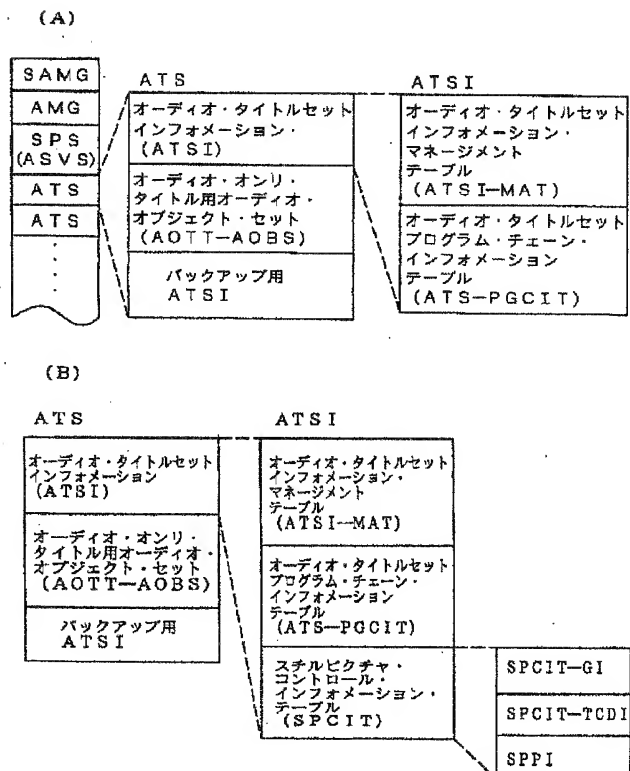 (A)
SAMG
AMG
SPS
(ASVS)
ATS
ATS
ATS
オーディオ・タイトルセット
インフォメーション・
(ATSI)
オーディオ・オンリ・
タイトル用オーディオ・
オブジェクト・セット
(AOTT—AOBS)
バックアップ用
ATSI
ATSI
オーディオ・タイトルセット
インフォメーション・
マネージメント
テーブル
(ATSI—MAT)
オーディオ・タイトルセット
プログラム・チェーン・
インフォメーション
テーブル
(ATS—PGCIT)
(B)
ATS
オーディオ・タイトルセット
インフォメーション
(ATSI)
オーディオ・オンリ・
タイトル用オーディオ・
オブジェクト・セット
(AOTT—AOBS)
バックアップ用
ATSI
ATSI
オーディオ・タイトルセット
インフォメーション・
マネージメント
テーブル
(ATSI—MAT)
オーディオ・タイトルセット
プログラム・チェーン・
インフォメーション
テーブル
(ATS—PGCIT)
スチルピクチャ・
コントロール・
インフォメーション・
テーブル
(SPCIT)
SPCIT—GI
SPCIT—TCDI
SPPI